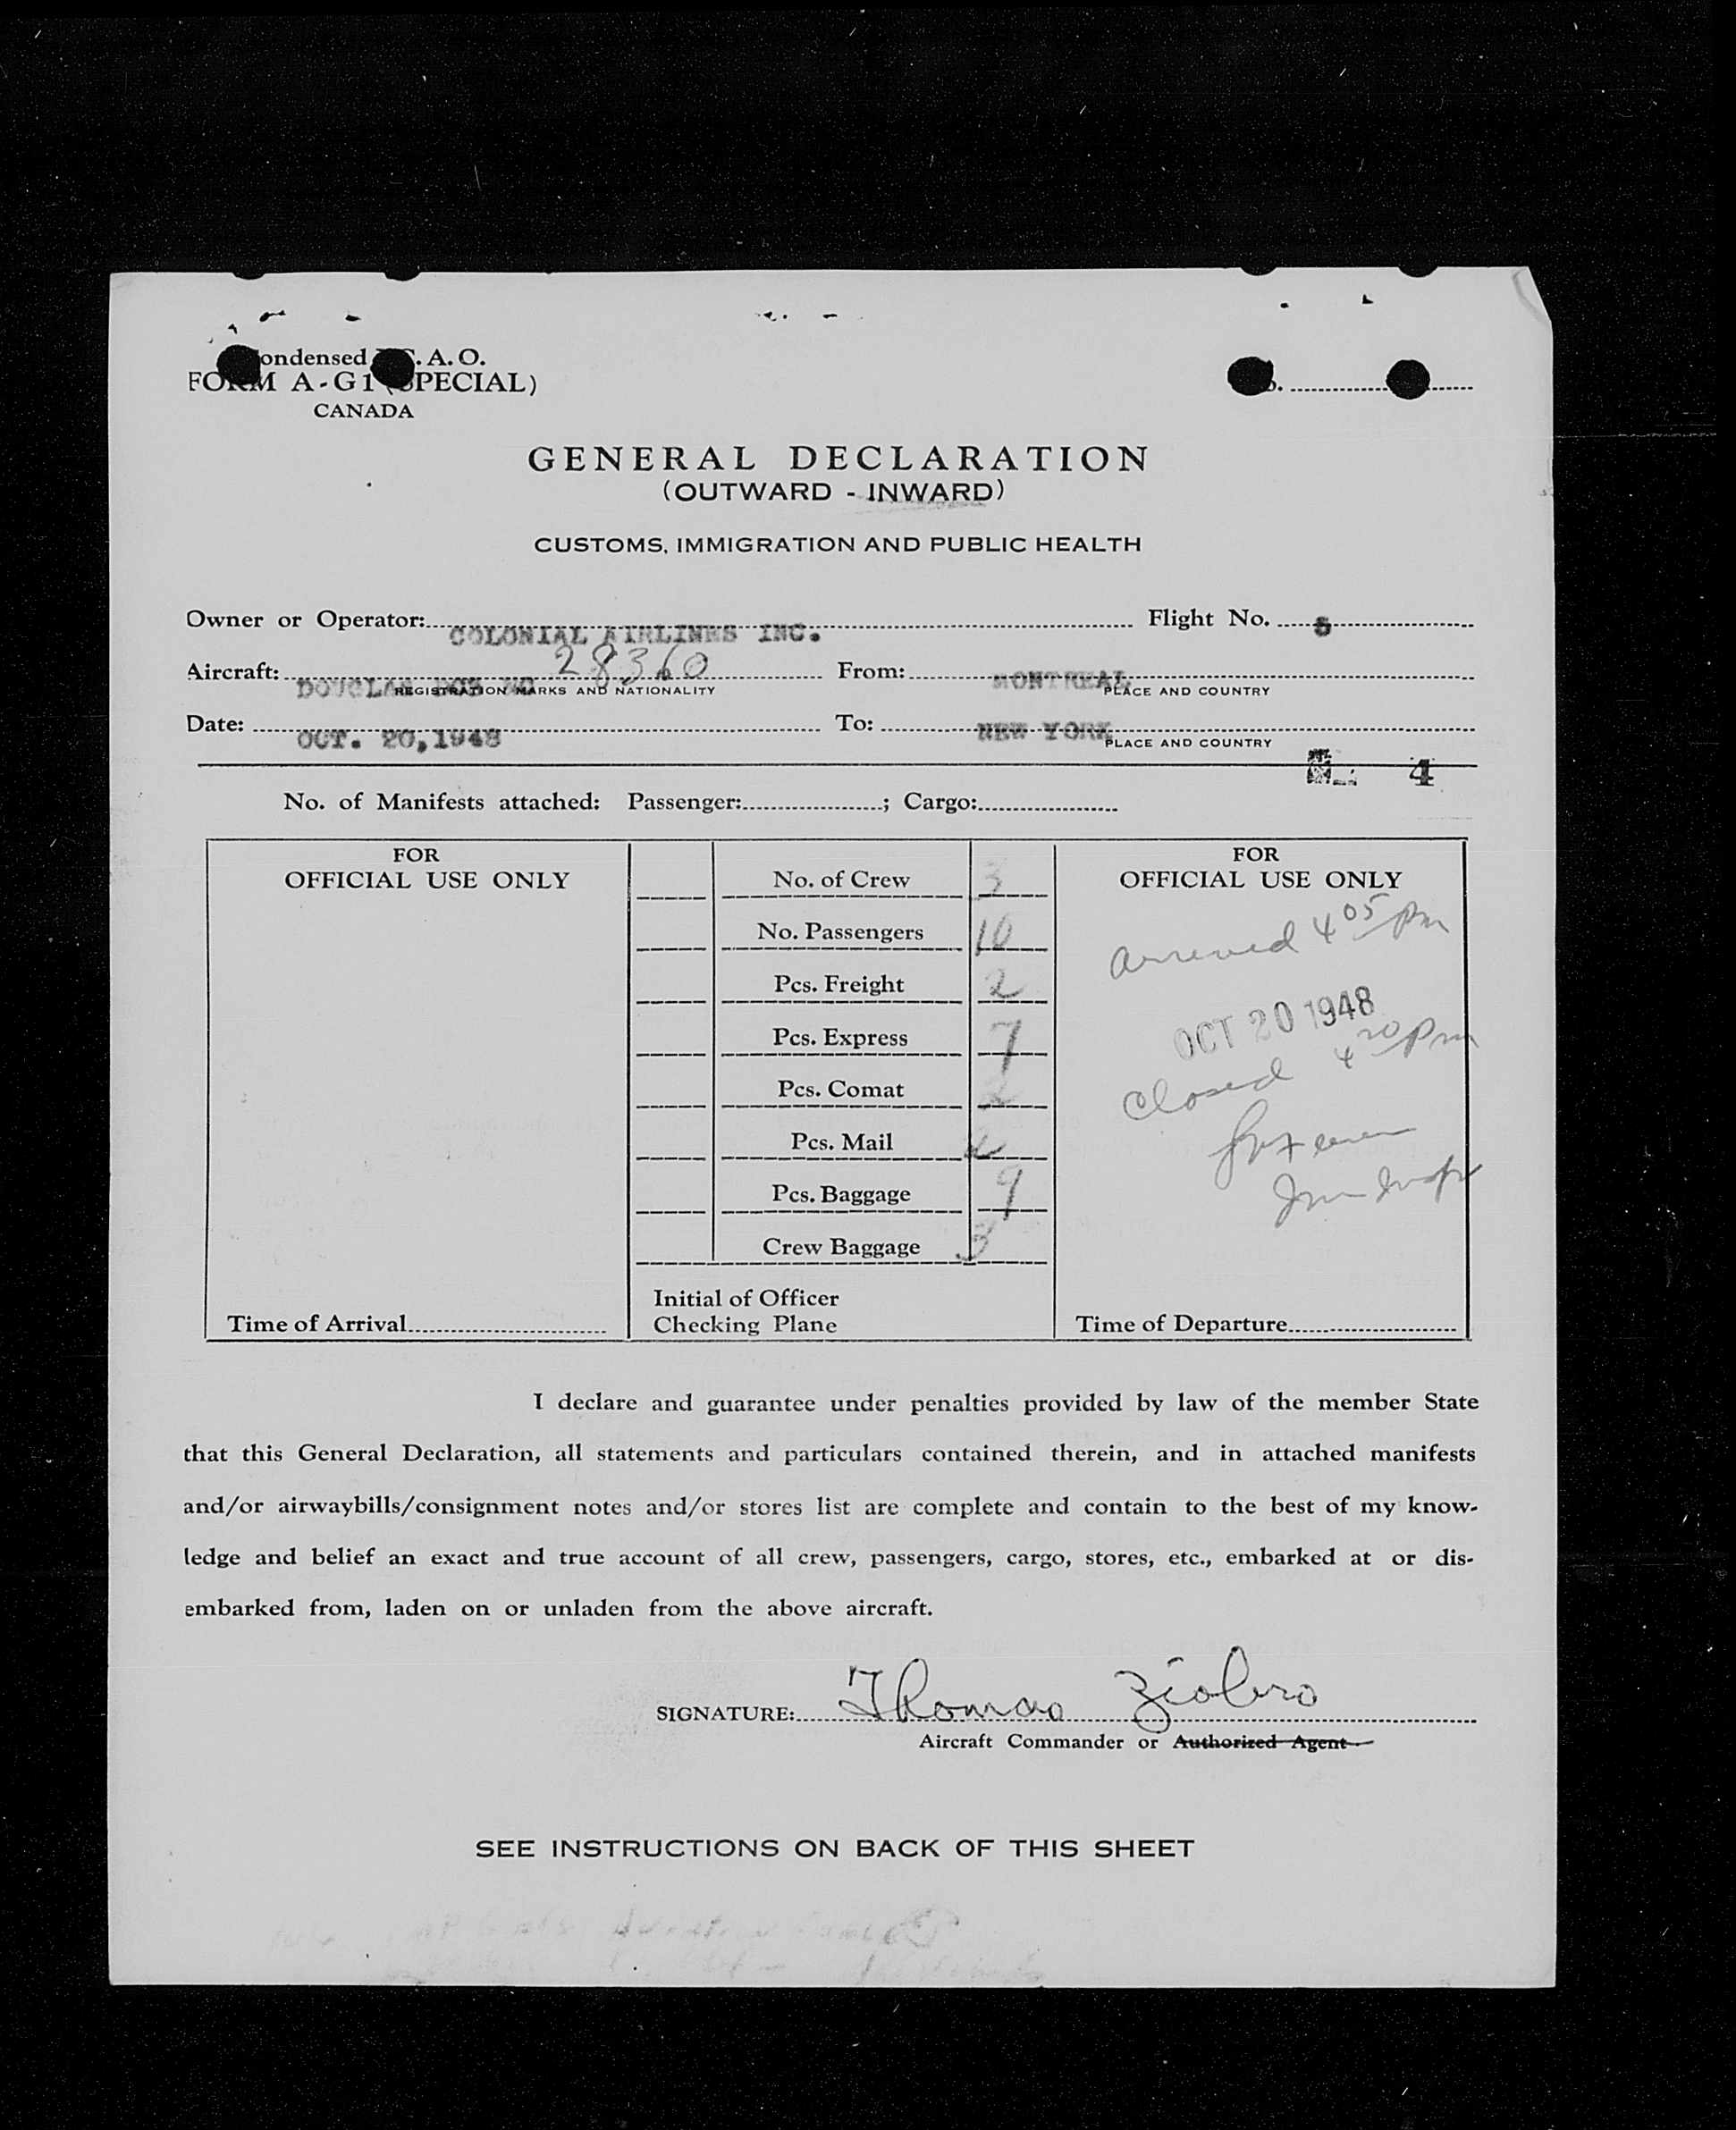 ondensed . A. O.
FORM A-G1 (SPECIAL)
CANADA
GENERAL DECLARATION
(OUTWARD - INWARD)
CUSTOMS, IMMIGRATION AND PUBLIC HEALTH
Owner or Operator: COLONIAL AIRLINES INC. Flight No. 5
Aircraft: DOUGLAS 28360 From: MONTREAL
REGISTRATION MARKS AND NATIONALITY PLACE AND COUNTRY
Date: OCT. 20, 1948 To: NEW YORK
PLACE AND COUNTRY
4
No. of Manifests attached: Passenger: ; Cargo:
FOR
OFFICIAL USE ONLY
Time of Arrival
No. of Crew 3
No. Passengers 10
Pcs. Freight 2
Pcs. Express 7
Pcs. Comat 2
Pcs. Mail
Pcs. Baggage 9
Crew Baggage 3
Initial of Officer
Checking Plane
FOR
OFFICIAL USE ONLY
arrived 4 05 pm
OCT 20 1948
Closed 4 20 pm
Imm Insp
Time of Departure
I declare and guarantee under penalties provided by law of the member State
that this General Declaration, all statements and particulars contained therein, and in attached manifests
and/or airwaybills/consignment notes and/or stores list are complete and contain to the best of my know-
ledge and belief an exact and true account of all crew, passengers, cargo, stores, etc., embarked at or dis-
embarked from, laden on or unladen from the above aircraft.
SIGNATURE: Thomas Ziobro
Aircraft Commander or Authorized Agent
SEE INSTRUCTIONS ON BACK OF THIS SHEET